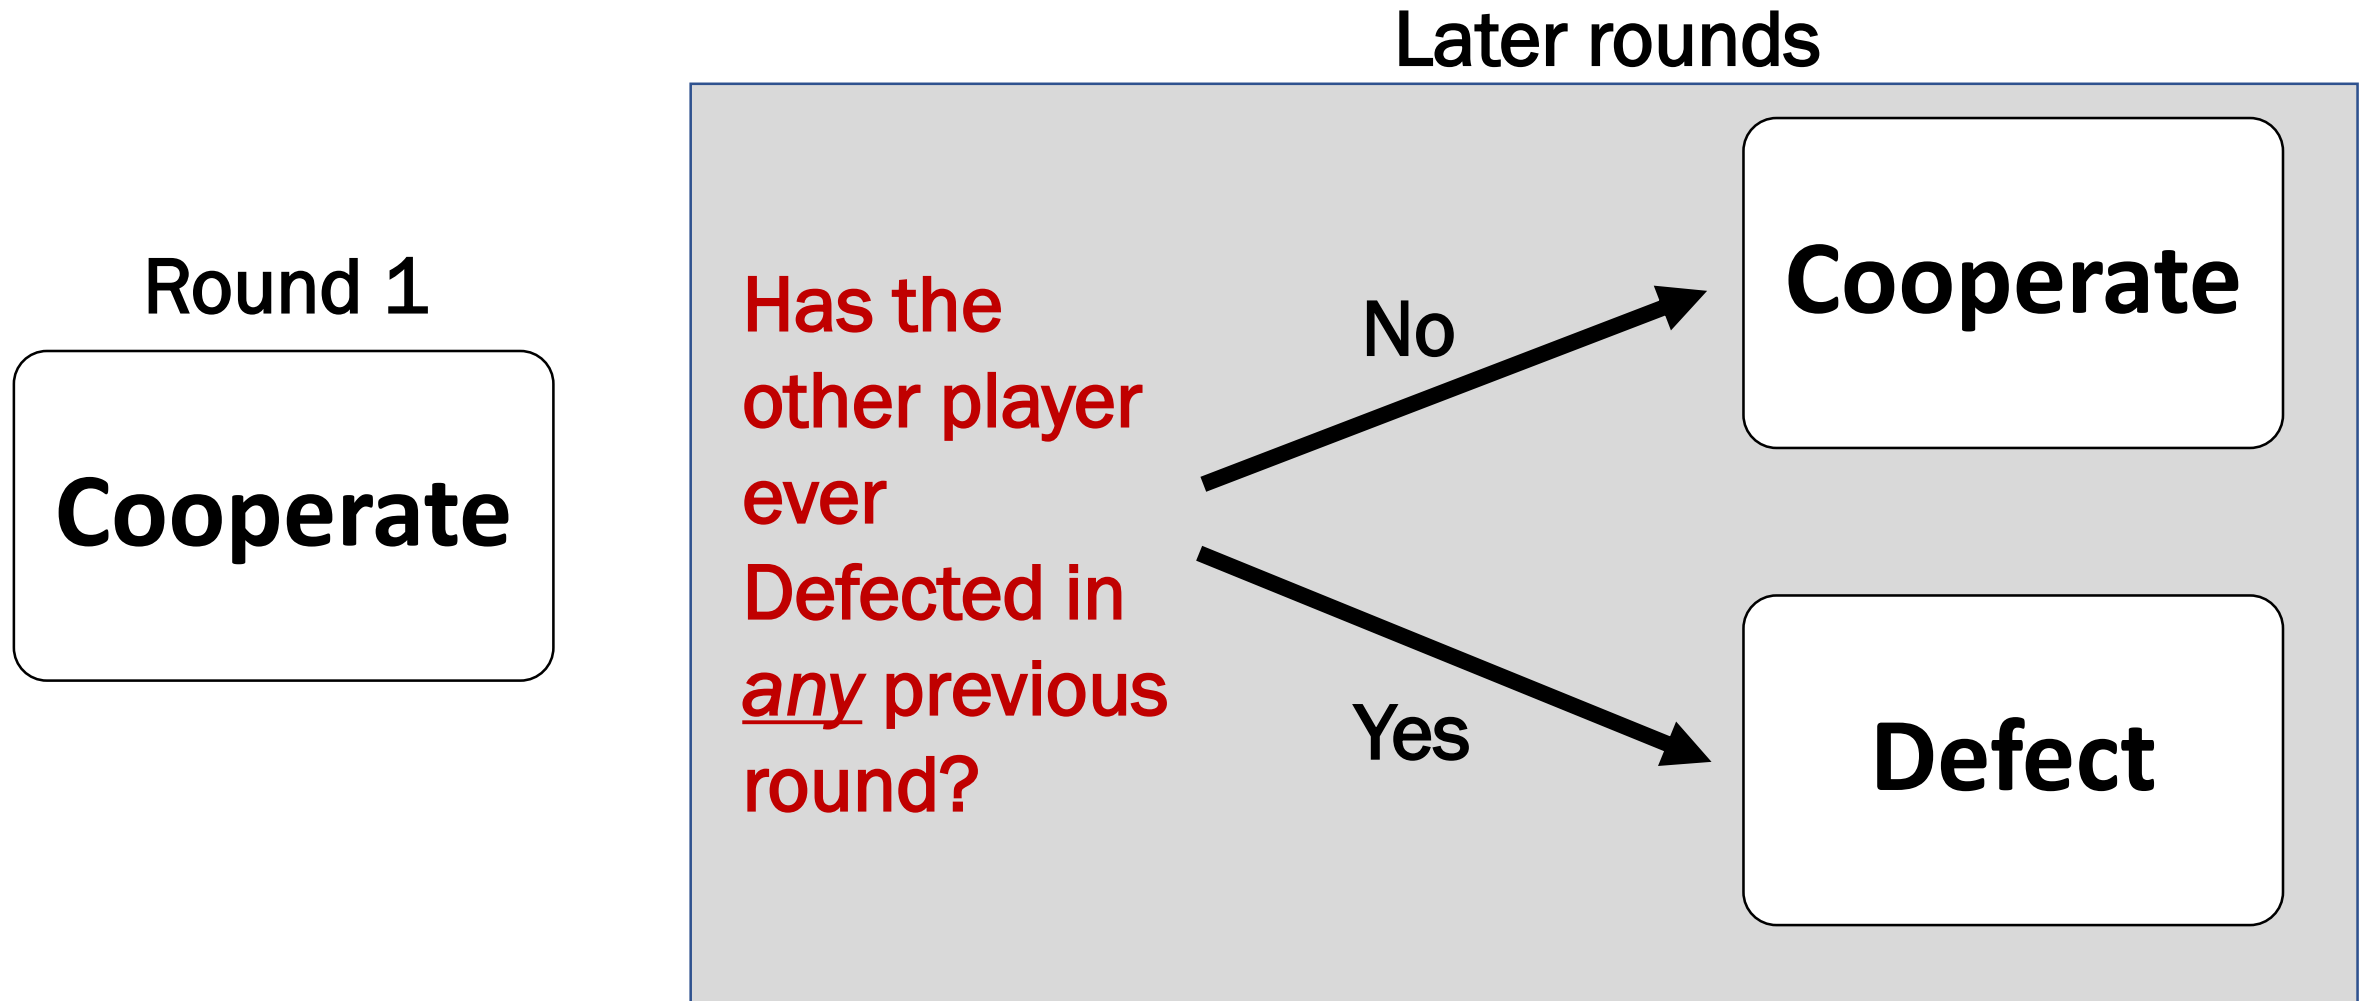 Later rounds
Round 1
Cooperate
Has the
other player
ever
Defected in
any previous
round?
No
Yes
Cooperate
Defect